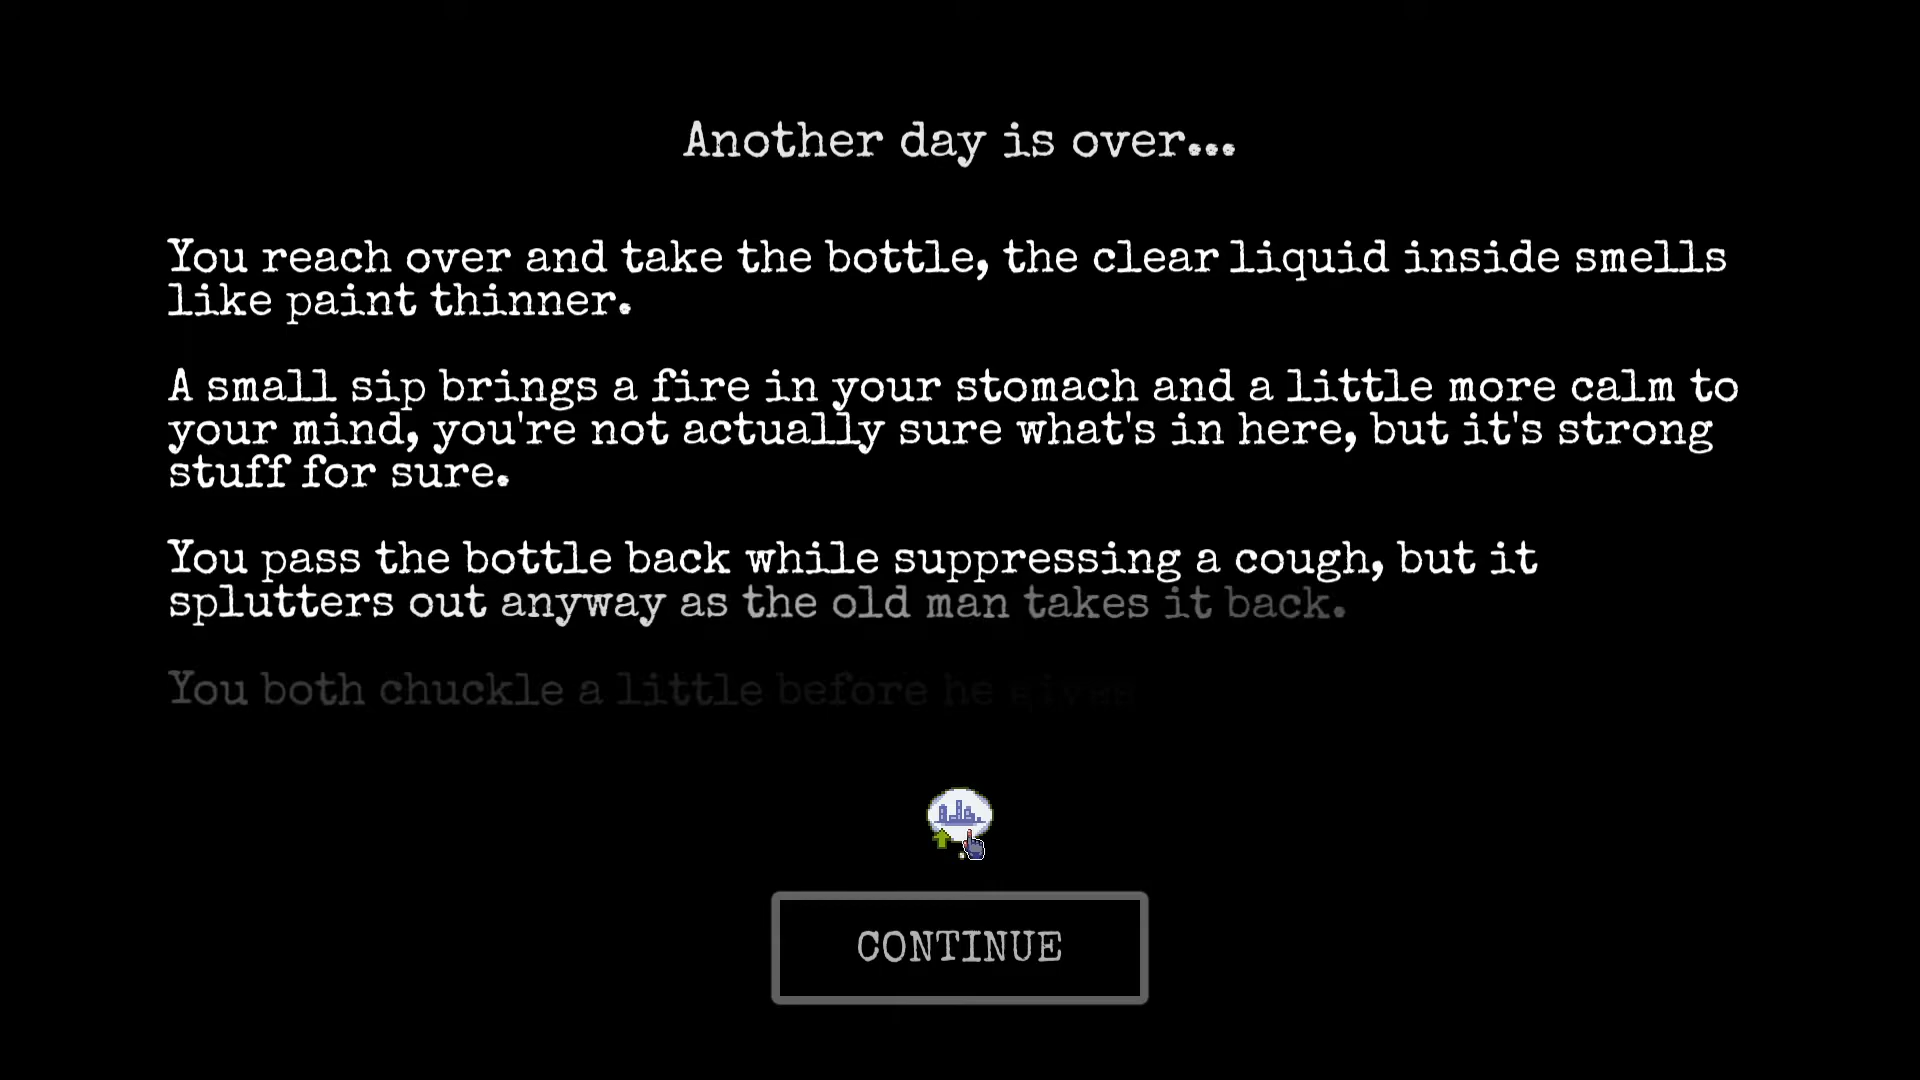 Another day is over...
You reach over and take the bottle, the clear liquid inside smells
like paint thinner.
A small sip brings a fire in your stomach and a little more calm to
your mind, you're not actually sure what's in here, but it's strong
stuff for sure.
You pass the bottle back while suppressing a cough, but it
splutters out anyway as the old man takes it back.
You both chuckle a little before he gives
CONTINUE